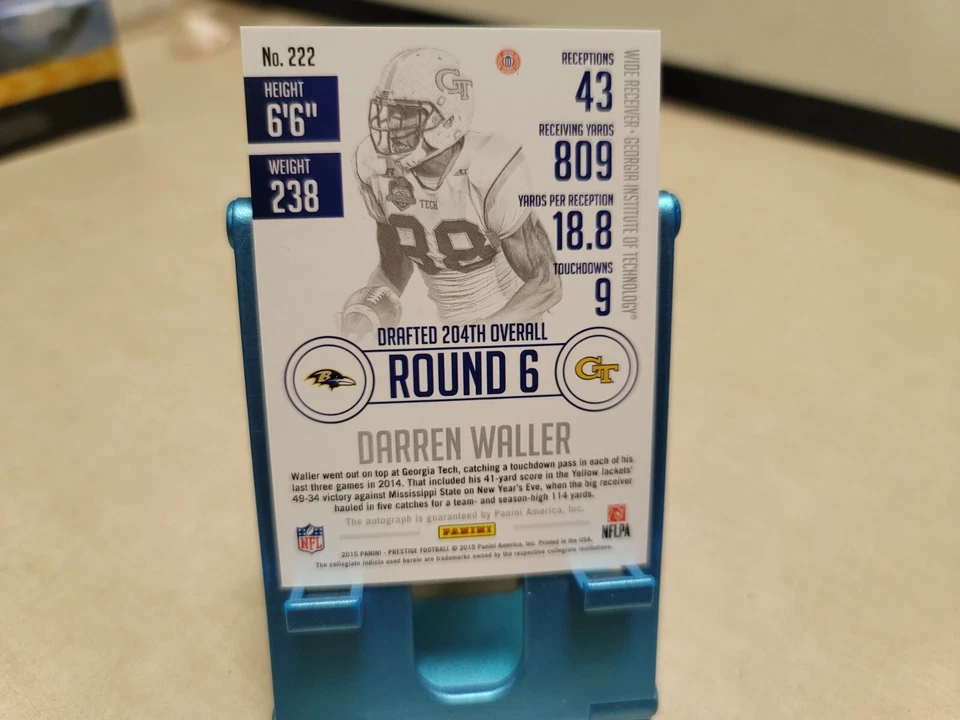 No. 222
HEIGHT
6'6"
WEIGHT
238
GT
TECH
88
RECEPTIONS
43
RECEIVING YARDS
809
YARDS PER RECEPTION
18.8
TOUCHDOWNS
9
WIDE RECEIVER • GEORGIA INSTITUTE OF TECHNOLOGY®
DRAFTED 204TH OVERALL
ROUND 6
B
GT
DARREN WALLER
Waller went out on top at Georgia Tech, catching a touchdown pass in each of his
last three games in 2014. That included his 41-yard score in the Yellow Jackets'
49-34 victory against Mississippi State on New Year's Eve, when the big receiver
hauled in five catches for a team- and season-high 114 yards.
The autograph is guaranteed by Panini America, Inc.
NFL
PANINI
NFLPA
2015 PANINI - PRESTIGE FOOTBALL © 2015 Panini America, Inc. Printed in the USA.
The collegiate indicia used herein are trademarks owned by the respective collegiate institutions.